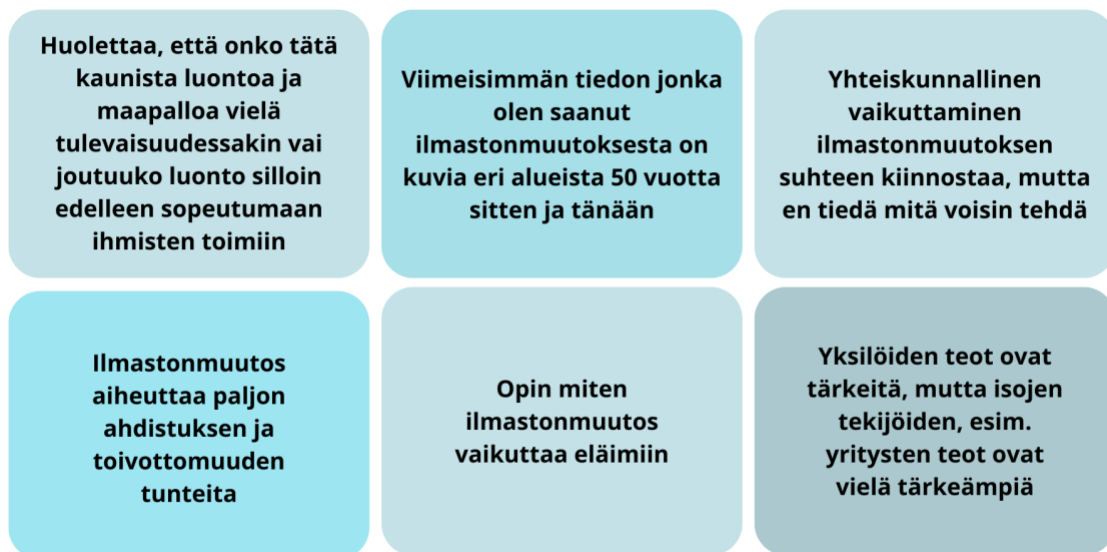 Huolettaa, että onko tätä
kaunista luontoa ja
maapalloa vielä
tulevaisuudessakin vai
joutuuko luonto silloin
edelleen sopeutumaan
ihmisten toimiin
Viimeisimmän tiedon jonka
olen saanut
ilmastonmuutoksesta on
kuvia eri alueista 50 vuotta
sitten ja tänään
Yhteiskunnallinen
vaikuttaminen
ilmastonmuutoksen
suhteen kiinnostaa, mutta
en tiedä mitä voisin tehdä
Ilmastonmuutos
aiheuttaa paljon
ahdistuksen ja
toivottomuuden
tunteita
Opin miten
ilmastonmuutos
vaikuttaa eläimiin
Yksilöiden teot ovat
tärkeitä, mutta isojen
tekijöiden, esim.
yritysten teot ovat
vielä tärkeämpiä